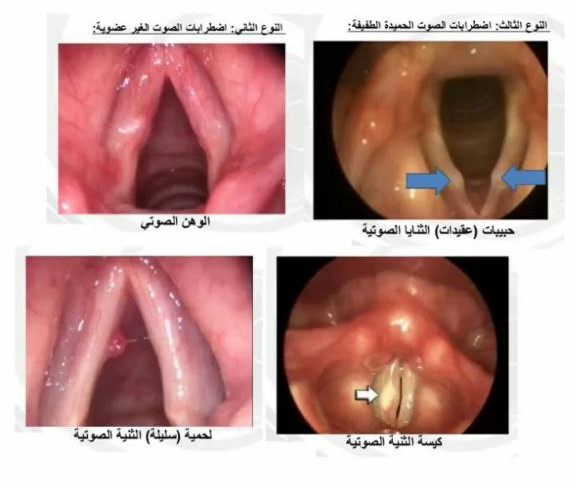 النوع الثالث: اضطرابات الصوت الحميدة الطفيفة:
النوع الثاني: اضطرابات الصوت الغير عضوية:
حبيبات (عقيدات) الثنايا الصوتية
الوهن الصوتي
كيسة الثنية الصوتية
لحمية (سليلة) الثنية الصوتية